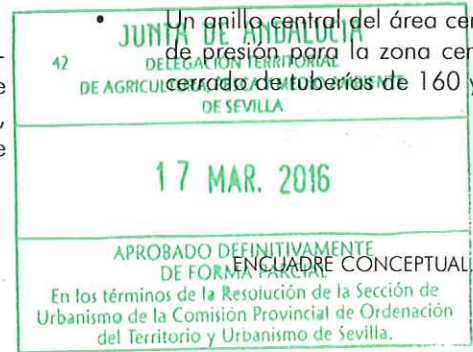 • Un anillo central del área cen
de presión para la zona cen
cerrado de tuberíos de 160 y
-
e
,
e
JUNTA DE ANDALUCIA
42
DELEGACIÓN TERRITORIAL
DE AGRICULTURA, PESCA Y MEDIO AMBIENTE
DE SEVILLA
17 MAR. 2016
APROBADO DEFINITIVAMENTE
DE FORMA PARCIAL
ENCUADRE CONCEPTUAL
En los términos de la Resolución de la Sección de
Urbanismo de la Comisión Provincial de Ordenación
del Territorio y Urbanismo de Sevilla.